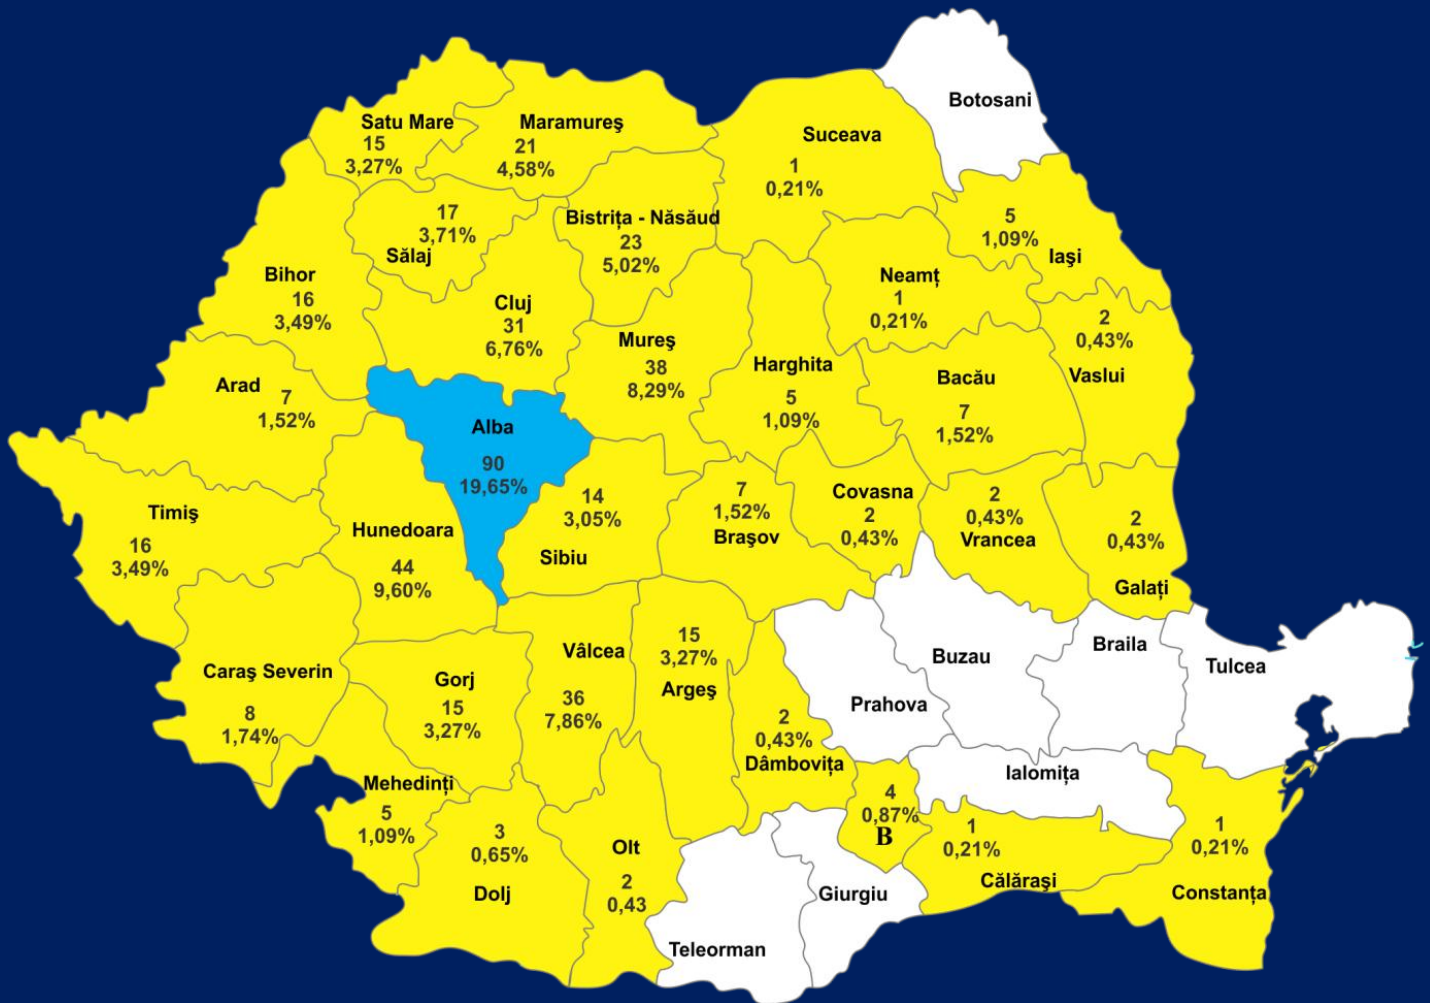 Botosani
Satu Mare
15
3,27%
Maramureş
21
4,58%
Suceava
1
0,21%
17
3,71%
Sălaj
Bistrița - Năsăud
23
5,02%
5
1,09%
Iaşi
Bihor
16
3,49%
Cluj
31
6,76%
Neamț
1
0,21%
2
0,43%
Vaslui
Mureş
38
8,29%
Harghita
5
1,09%
Bacău
7
1,52%
Arad
7
1,52%
Alba
90
19,65%
Timiş
16
3,49%
Hunedoara
44
9,60%
14
3,05%
Sibiu
7
1,52%
Braşov
Covasna
2
0,43%
2
0,43%
Vrancea
2
0,43%
Galați
Caraş Severin
8
1,74%
Gorj
15
3,27%
Vâlcea
36
7,86%
15
3,27%
Argeş
Prahova
Buzau
Braila
Tulcea
2
0,43%
Dâmbovița
Mehedinți
5
1,09%
3
0,65%
Dolj
Olt
2
0,43
4
0,87%
B
Ialomița
1
0,21%
Călăraşi
1
0,21%
Constanța
Giurgiu
Teleorman